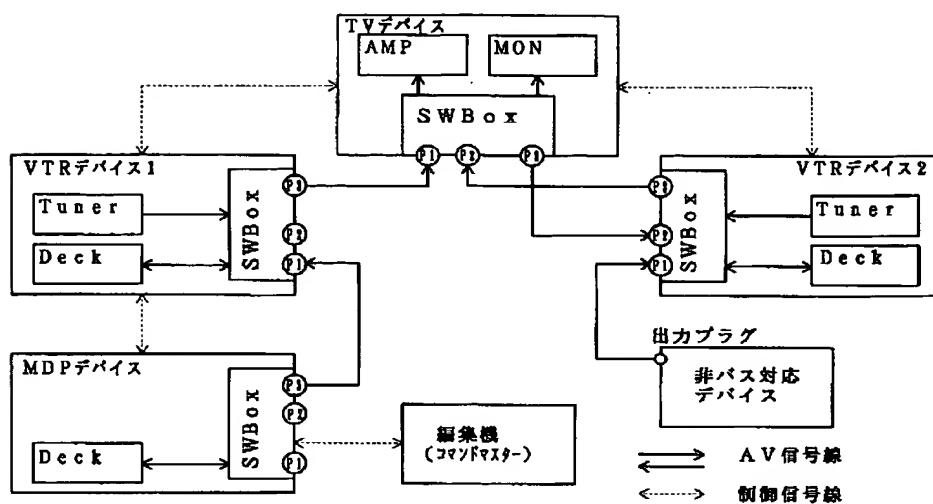 TVデバイス
AMP
MON
SWBox
P1
P2
P3
VTRデバイス1
Tuner
Deck
SWBox
P3
P2
P1
VTRデバイス2
P3
P2
P1
SWBox
Tuner
Deck
MDPデバイス
Deck
SWBox
P3
P2
P1
編集機
(コマンドマスター)
出力プラグ
非バス対応
デバイス
AV信号線
制御信号線